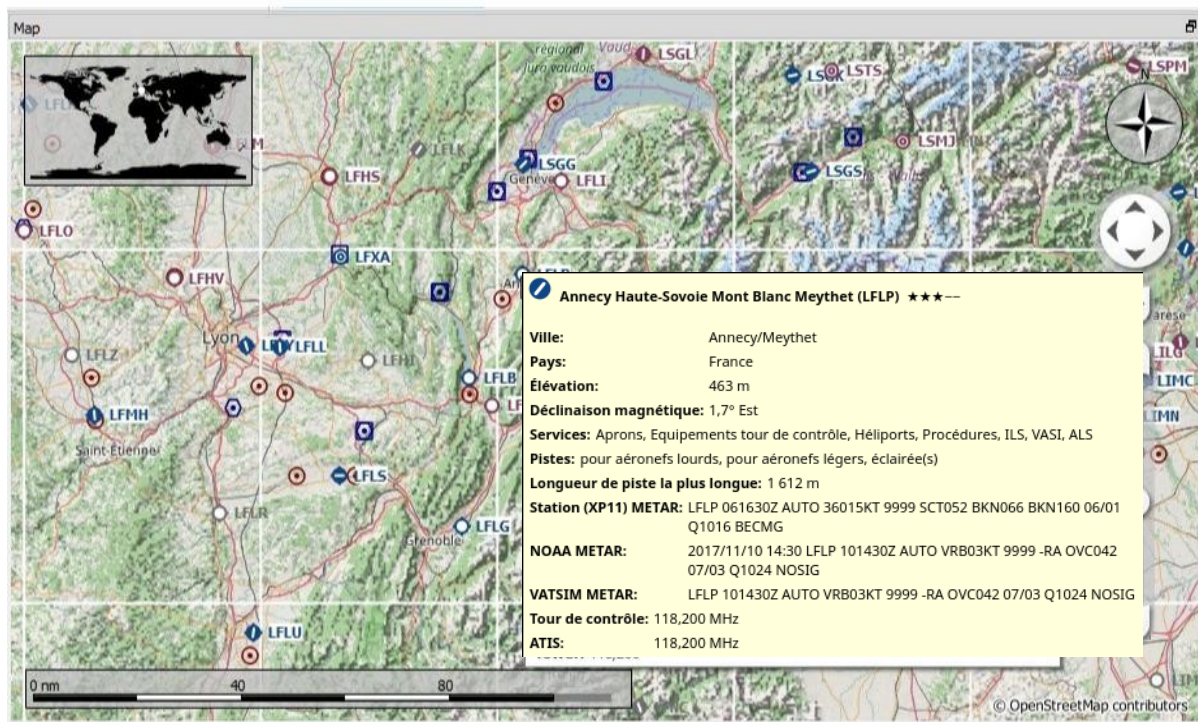 Map
régional
Jura vaudois
Vaud
LSGL
LSTS
LSPM
N
LFLK
LFHS
LSGG
Genève
LFLI
LSMJ
LSGS
LFLO
LFXA
LFHV
Annecy Haute-Sovoie Mont Blanc Meythet (LFLP) ★★★−−
Ville: Annecy/Meythet
Pays: France
Élévation: 463 m
Déclinaison magnétique: 1,7° Est
Services: Aprons, Equipements tour de contrôle, Héliports, Procédures, ILS, VASI, ALS
Pistes: pour aéronefs lourds, pour aéronefs légers, éclairée(s)
Longueur de piste la plus longue: 1 612 m
Station (XP11) METAR: LFLP 061630Z AUTO 36015KT 9999 SCT052 BKN066 BKN160 06/01
Q1016 BECMG
NOAA METAR: 2017/11/10 14:30 LFLP 101430Z AUTO VRB03KT 9999 -RA OVC042
07/03 Q1024 NOSIG
VATSIM METAR: LFLP 101430Z AUTO VRB03KT 9999 -RA OVC042 07/03 Q1024 NOSIG
Tour de contrôle: 118,200 MHz
ATIS: 118,200 MHz
Lyon
LFLL
LFLZ
LFHI
LFLB
LILG
LIMC
LFMH
LIMN
Saint-Étienne
LFLS
LFLR
LFLG
Grenoble
LFLU
0 nm 40 80
© OpenStreetMap contributors